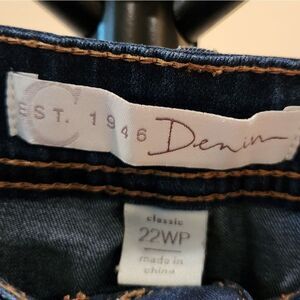 EST. 1946 Denim
classic
22WP
made in
china